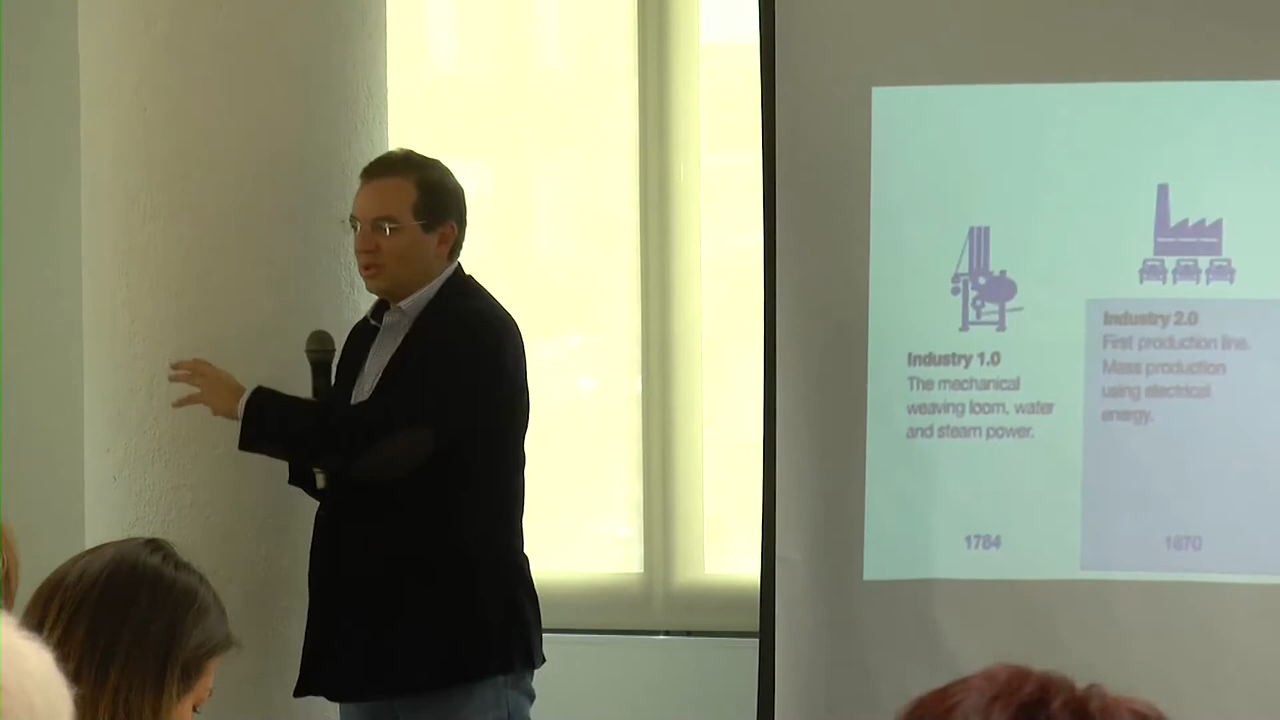 Industry 1.0
The mechanical
weaving loom, water
and steam power.
1784
Industry 2.0
First production line.
Mass production
using electrical
energy.
1870